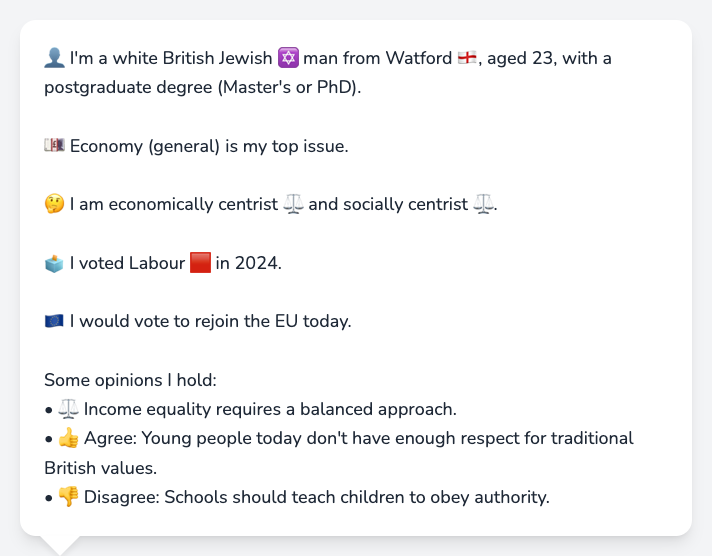 👤 I'm a white British Jewish ✡️ man from Watford 🏴󠁧󠁢󠁥󠁮󠁧󠁿, aged 23, with a
postgraduate degree (Master's or PhD).
💷 Economy (general) is my top issue.
🤔 I am economically centrist ⚖️ and socially centrist ⚖️.
🗳️ I voted Labour 🟥 in 2024.
🇪🇺 I would vote to rejoin the EU today.
Some opinions I hold:
• ⚖️ Income equality requires a balanced approach.
• 👍 Agree: Young people today don't have enough respect for traditional
British values.
• 👎 Disagree: Schools should teach children to obey authority.